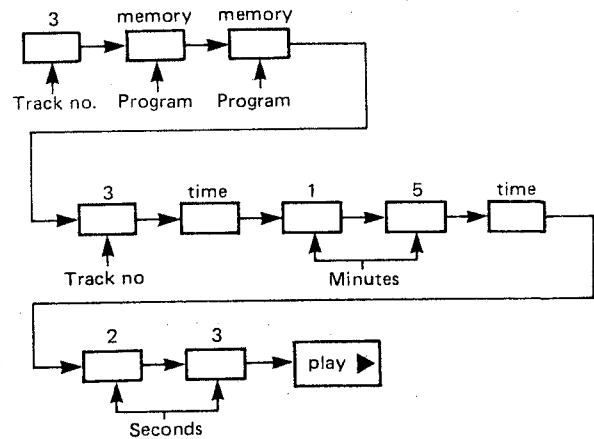 3 memory memory
Track no. Program Program
3 time 1 5 time
Track no Minutes
2 3
play
Seconds